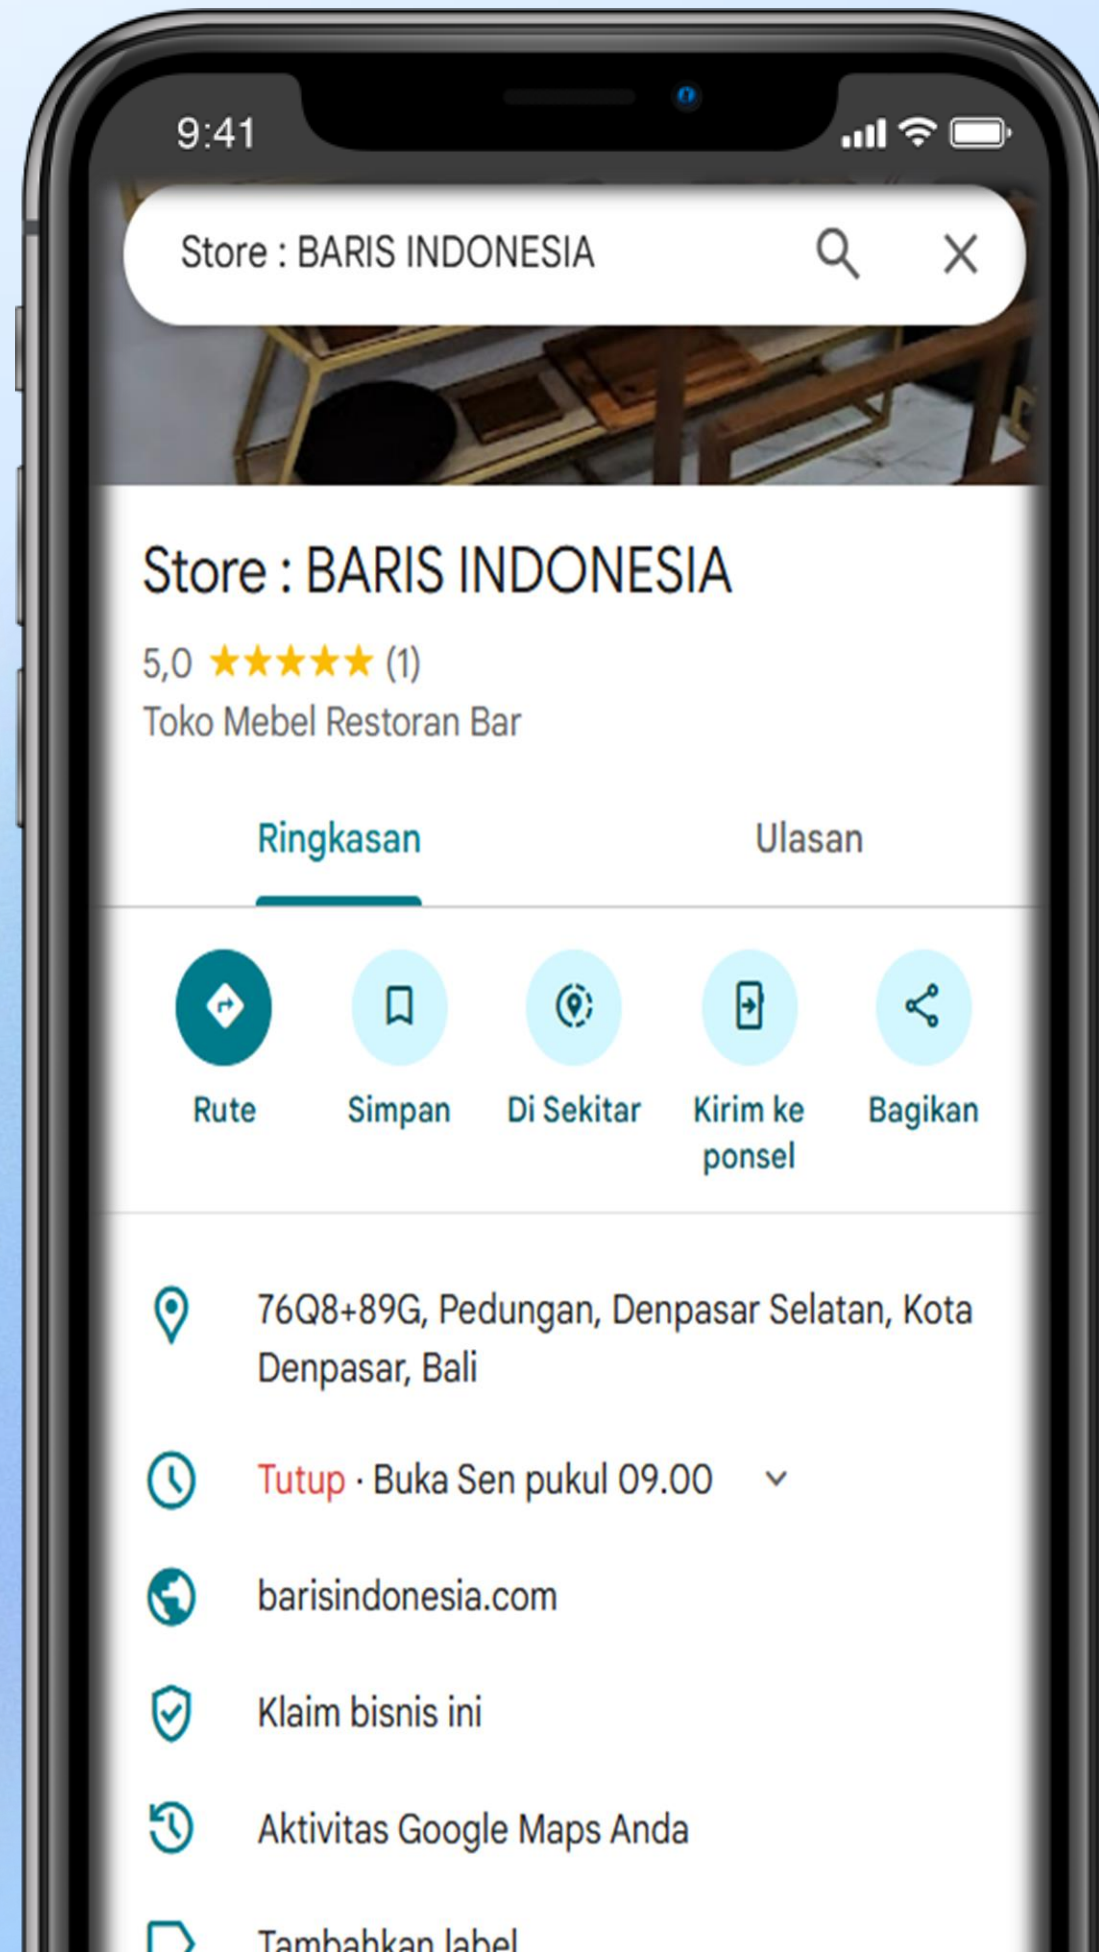 9:41
Store : BARIS INDONESIA
Store : BARIS INDONESIA
5,0 ★★★★★ (1)
Toko Mebel Restoran Bar
Ringkasan Ulasan
Rute Simpan Di Sekitar Kirim ke ponsel Bagikan
76Q8+89G, Pedungan, Denpasar Selatan, Kota
Denpasar, Bali
Tutup · Buka Sen pukul 09.00
barisindonesia.com
Klaim bisnis ini
Aktivitas Google Maps Anda
Tambahkan label